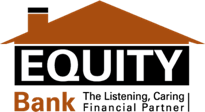 EQUITY
Bank
The Listening, Caring
Financial Partner